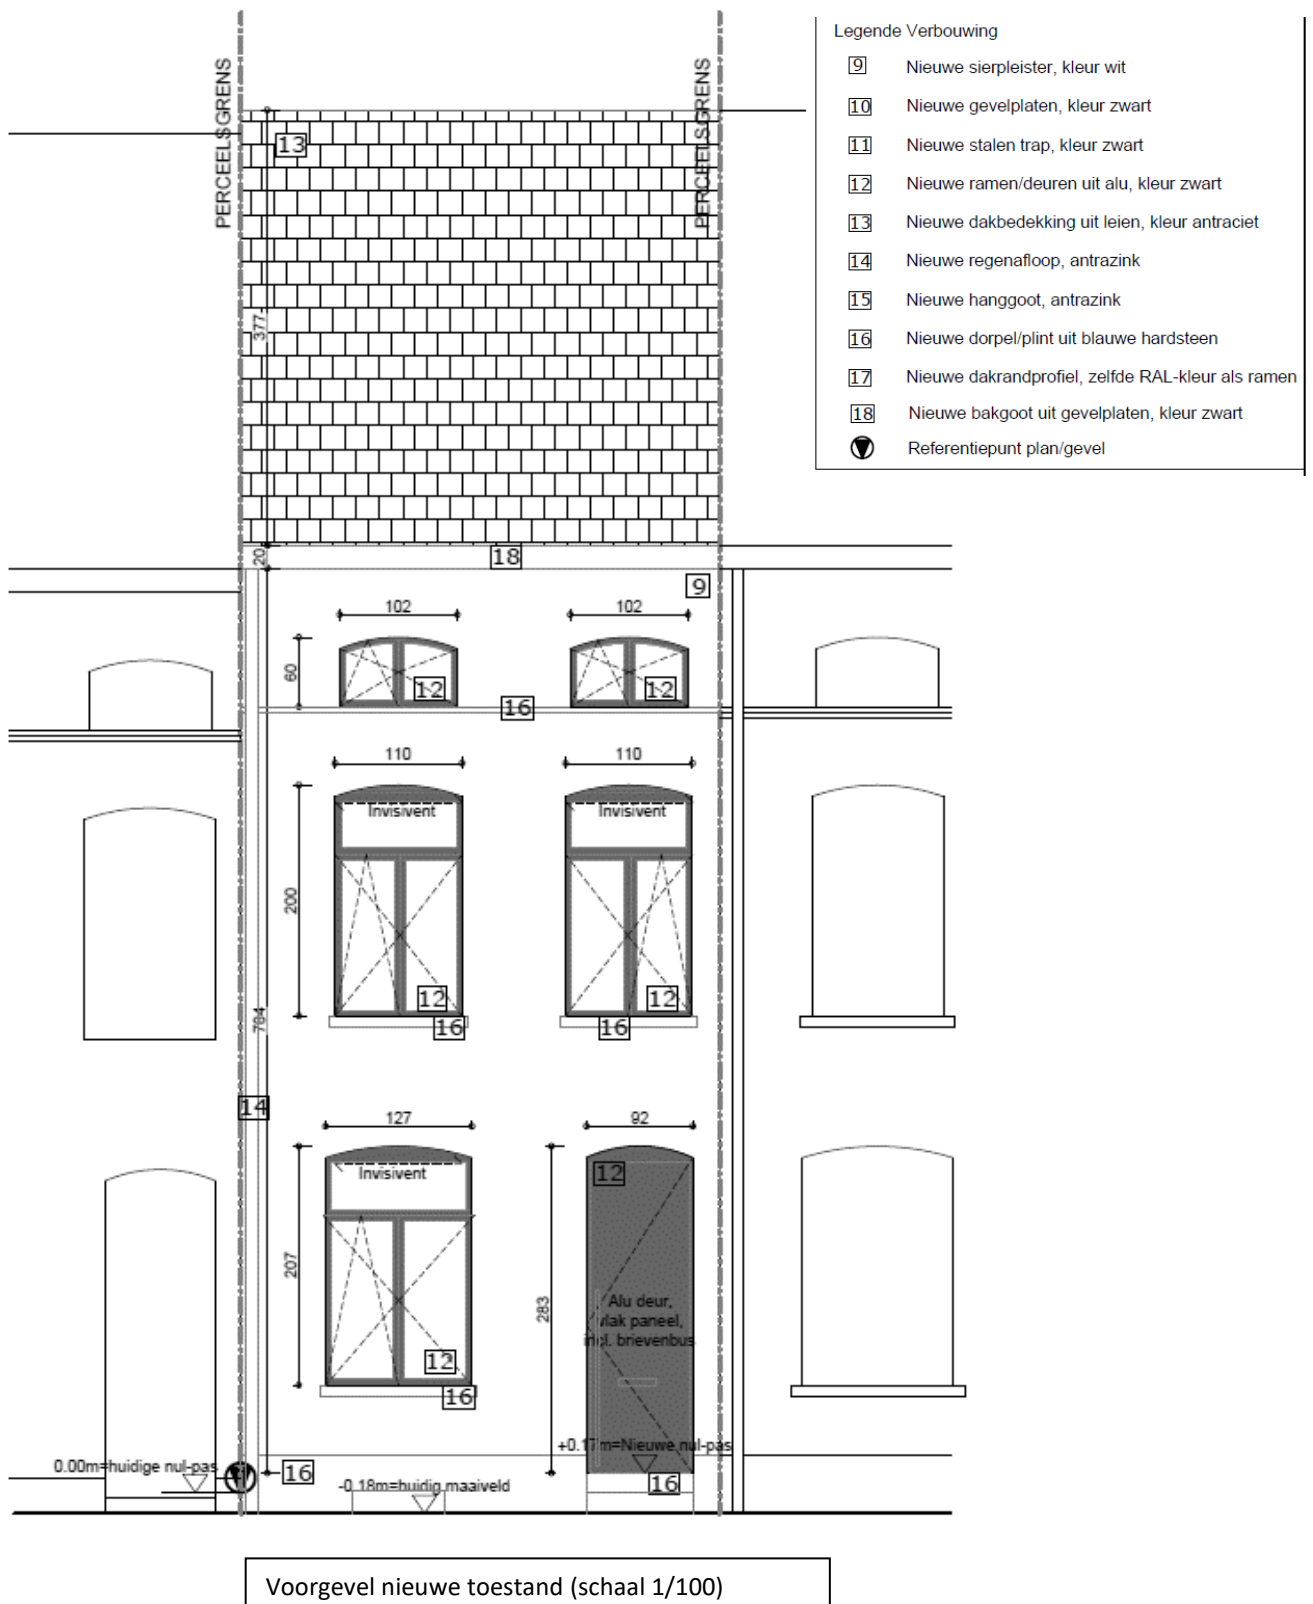 Legende Verbouwing
9 Nieuwe sierpleister, kleur wit
10 Nieuwe gevelplaten, kleur zwart
11 Nieuwe stalen trap, kleur zwart
12 Nieuwe ramen/deuren uit alu, kleur zwart
13 Nieuwe dakbedekking uit leien, kleur antraciet
14 Nieuwe regenafloop, antrazink
15 Nieuwe hanggoot, antrazink
16 Nieuwe dorpel/plint uit blauwe hardsteen
17 Nieuwe dakrandprofiel, zelfde RAL-kleur als ramen
18 Nieuwe bakgoot uit gevelplaten, kleur zwart
Referentiepunt plan/gevel
PERCEELSGRENS
PERCEELSGRENS
13
377
20
18
9
102
102
60
12
12
16
110
110
Invisivent
Invisivent
200
12
12
16
16
784
14
127
92
Invisivent
12
207
283
Alu deur,
vlak paneel,
incl. brievenbus
12
16
+0.17m=Nieuwe nul-pas
0.00m=huidige nul-pas
16
-0.18m=huidig maaiveld
16
Voorgevel nieuwe toestand (schaal 1/100)